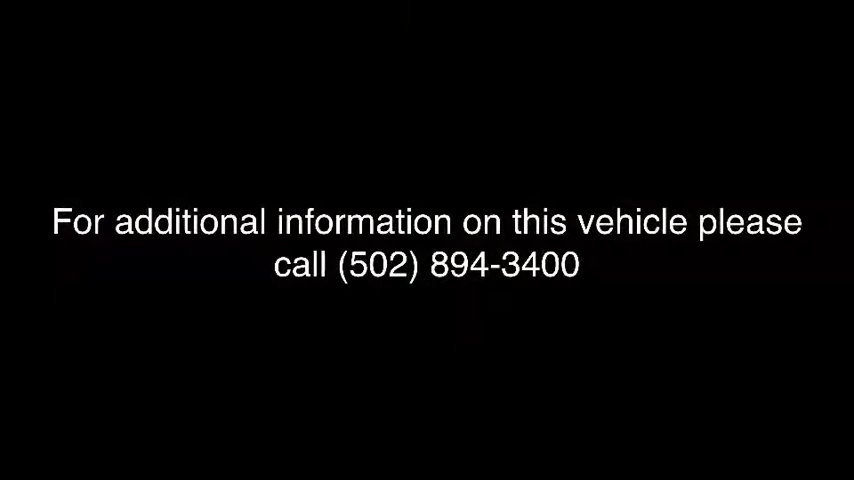 For additional information on this vehicle please
call (502) 894-3400